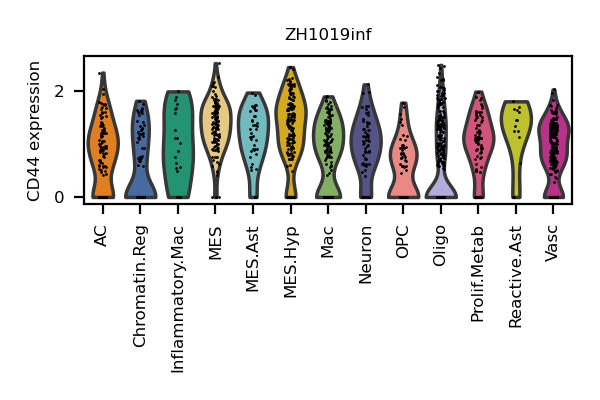 ZH1019inf
CD44 expression
2
0
AC
Chromatin.Reg
Inflammatory.Mac
MES
MES.Ast
MES.Hyp
Mac
Neuron
OPC
Oligo
Prolif.Metab
Reactive.Ast
Vasc